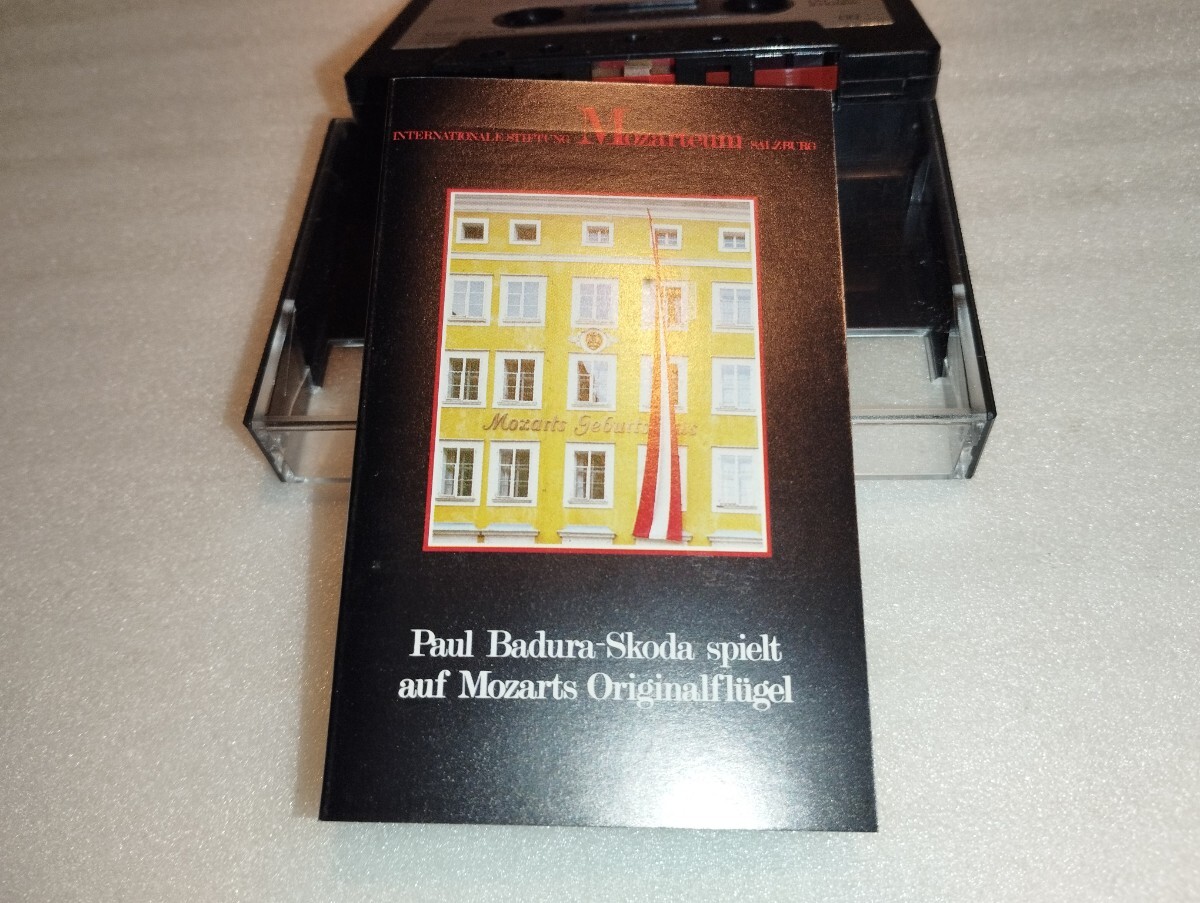 INTERNATIONALE STIFTUNG Mozarteum SALZBURG
Mozarts Geburtshaus
Paul Badura-Skoda spielt
auf Mozarts Originalflügel